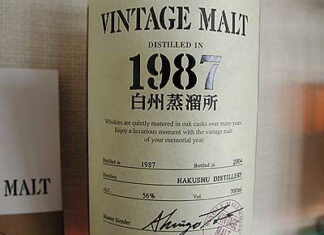 VINTAGE MALT
DISTILLED IN
1987
白州蒸溜所
Whiskies are quietly matured in oak casks over many years.
Enjoy a luxurious moment with the vintage malt
of your memorial year.
Distilled in 1987 Bottled in 2004
Distillery HAKUSHU DISTILLERY
Alc. 56% Vol. 700ml
Master blender
MALT